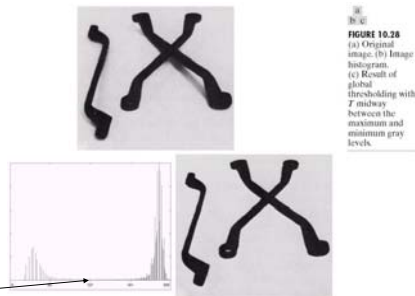 a
b c
FIGURE 10.28
(a) Original
image. (b) Image
histogram.
(c) Result of
global
thresholding with
T midway
between the
maximum and
minimum gray
levels.